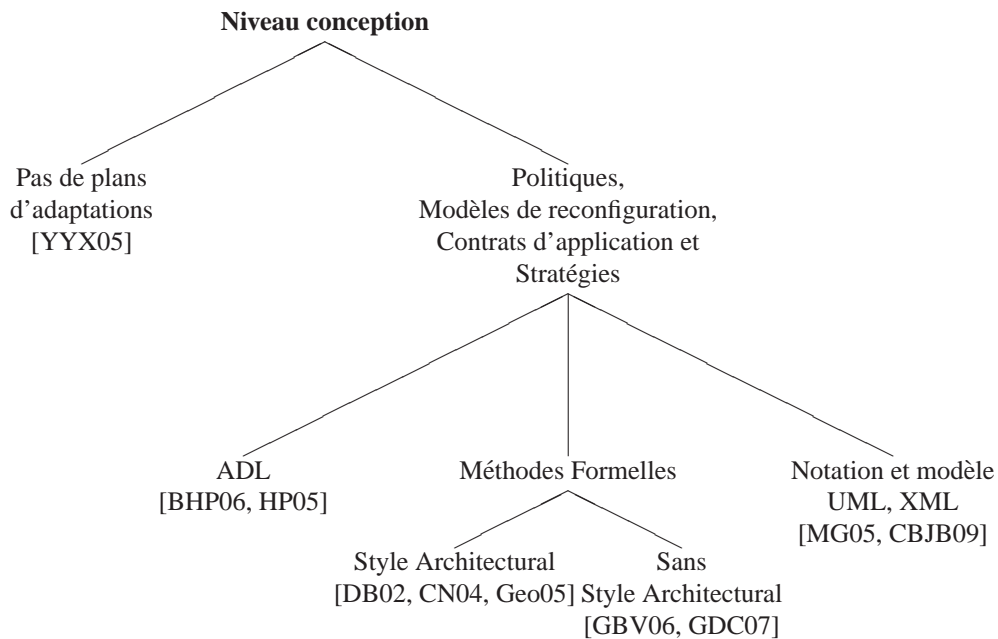 Niveau conception
Pas de plans
d'adaptations
[YYX05]
Politiques,
Modèles de reconfiguration,
Contrats d'application et
Stratégies
ADL
[BHP06, HP05]
Méthodes Formelles
Notation et modèle
UML, XML
[MG05, CBJB09]
Style Architectural
[DB02, CN04, Geo05]
Sans
Style Architectural
[GBV06, GDC07]